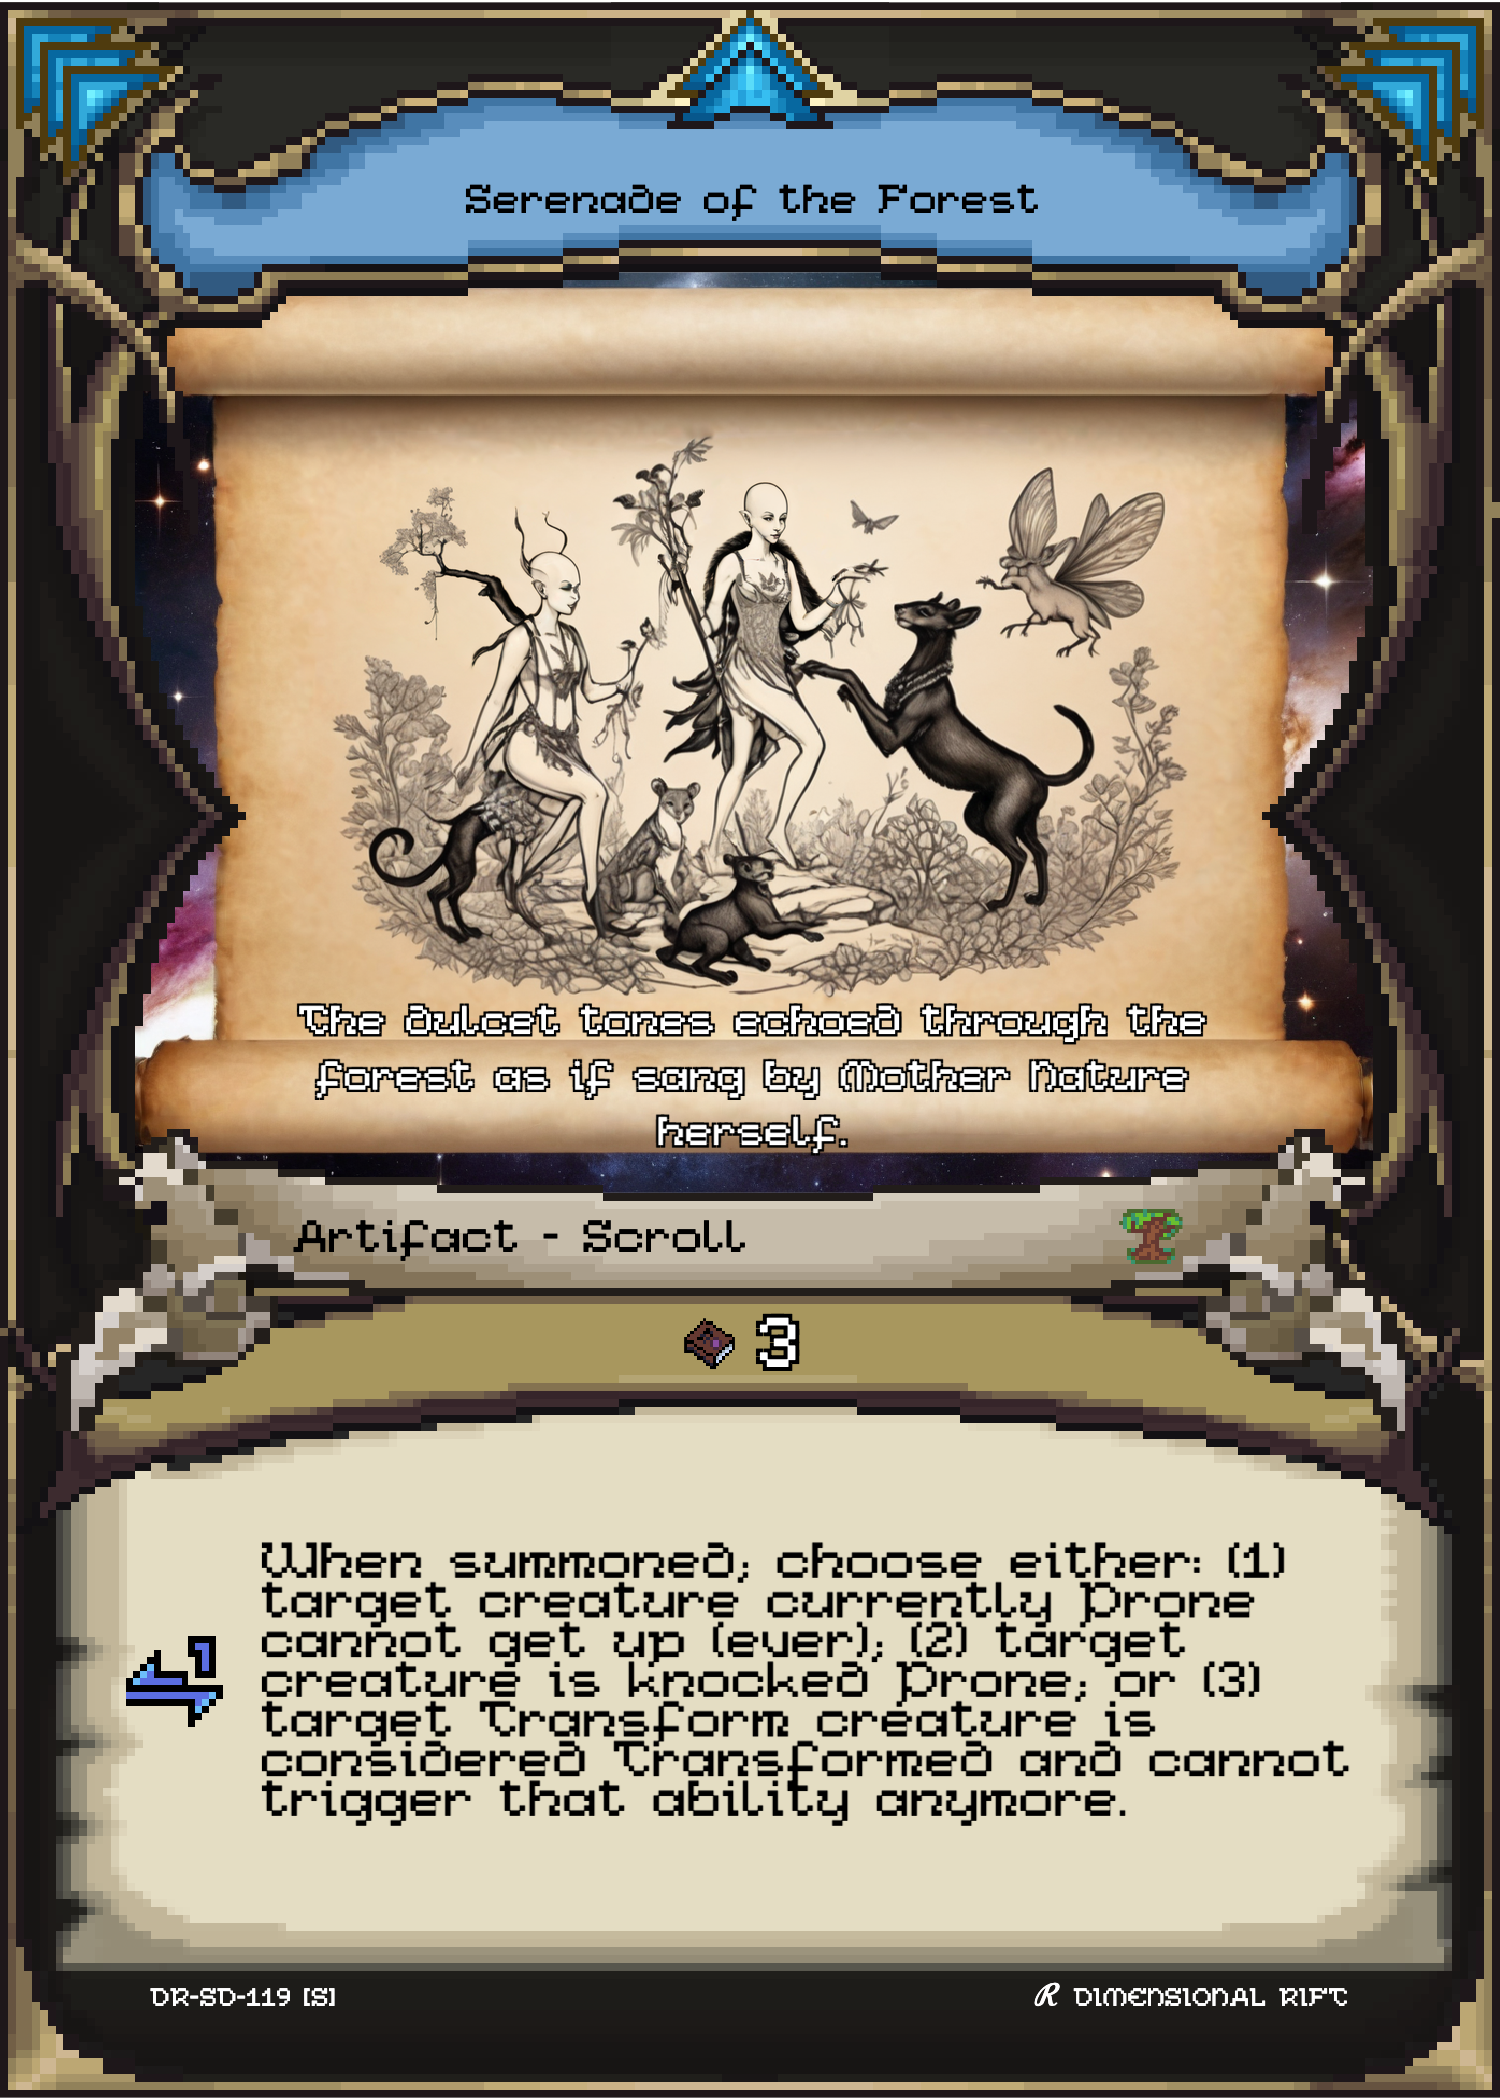 Serenade of the Forest
The dulcet tones echoed through the
forest as if sang by Mother Nature
herself.
Artifact - Scroll
3
When summoned; choose either: (1)
target creature currently Prone
cannot get up (ever); (2) target
creature is knocked Prone; or (3)
target Transform creature is
considered Transformed and cannot
trigger that ability anymore.
1
DR-SD-119 [S]
R DIMENSIONAL RIFT